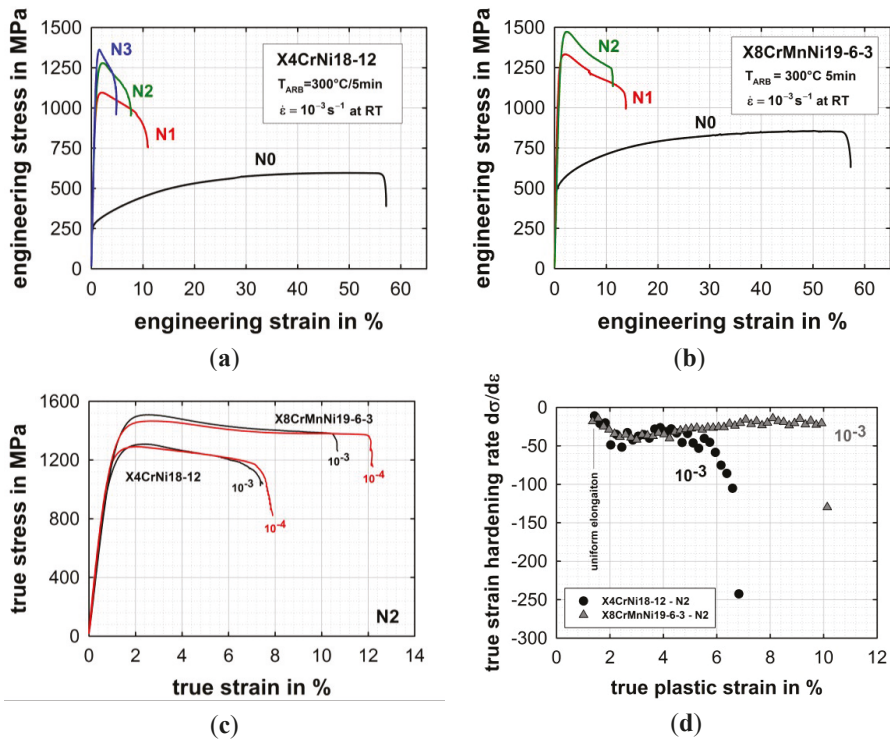 X4CrNi18-12
T_ARB=300°C/5min
ε̇ = 10⁻³ s⁻¹ at RT
N3
N2
N1
N0
engineering stress in MPa
1500
1250
1000
750
500
250
0
0 10 20 30 40 50 60
engineering strain in %
(a)
X8CrMnNi19-6-3
T_ARB = 300°C 5min
ε̇ = 10⁻³ s⁻¹ at RT
N2
N1
N0
engineering stress in MPa
1500
1250
1000
750
500
250
0
0 10 20 30 40 50 60
engineering strain in %
(b)
X8CrMnNi19-6-3
10⁻³
10⁻⁴
X4CrNi18-12
10⁻³
10⁻⁴
N2
true stress in MPa
1600
1200
800
400
0
0 2 4 6 8 10 12 14
true strain in %
(c)
true strain hardening rate dσ/dε
0
-50
-100
-150
-200
-250
-300
10⁻³
10⁻³
uniform elongaiton
X4CrNi18-12 - N2
X8CrMnNi19-6-3 - N2
0 2 4 6 8 10 12
true plastic strain in %
(d)